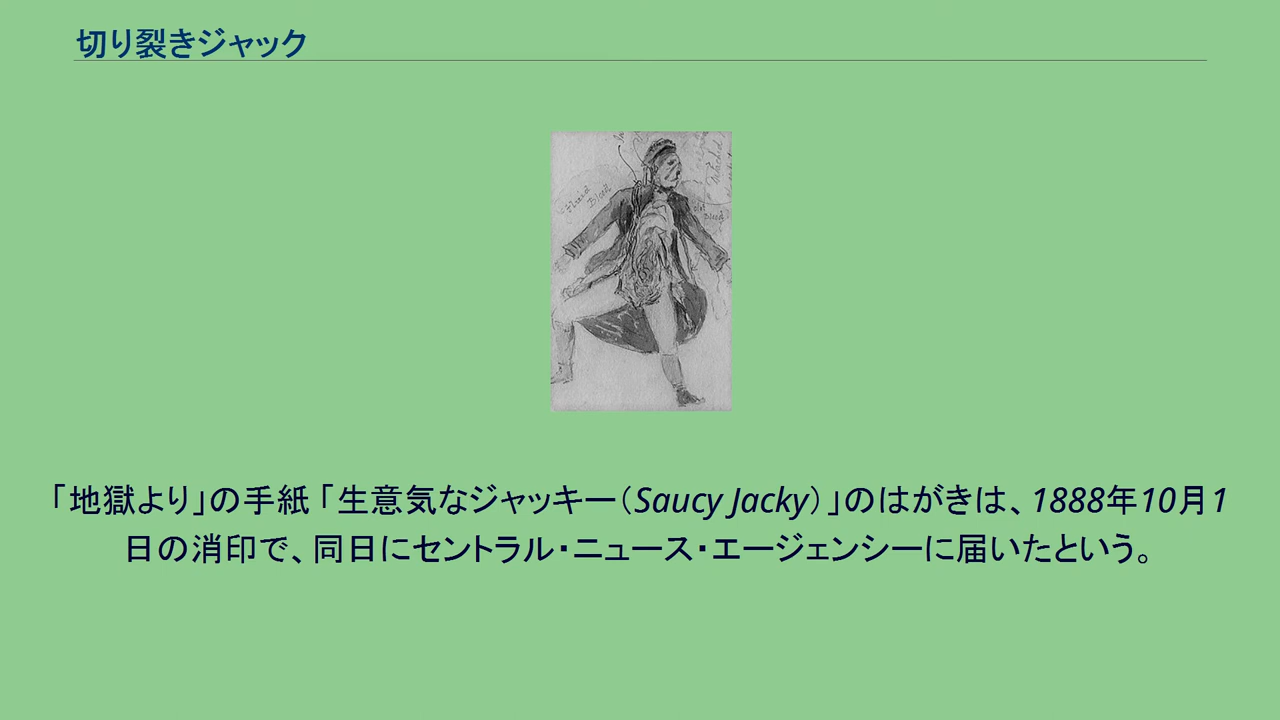 切り裂きジャック
Fluid
Blood
「地獄より」の手紙 「生意気なジャッキー（Saucy Jacky）」のはがきは、1888年10月1
日の消印で、同日にセントラル・ニュース・エージェンシーに届いたという。